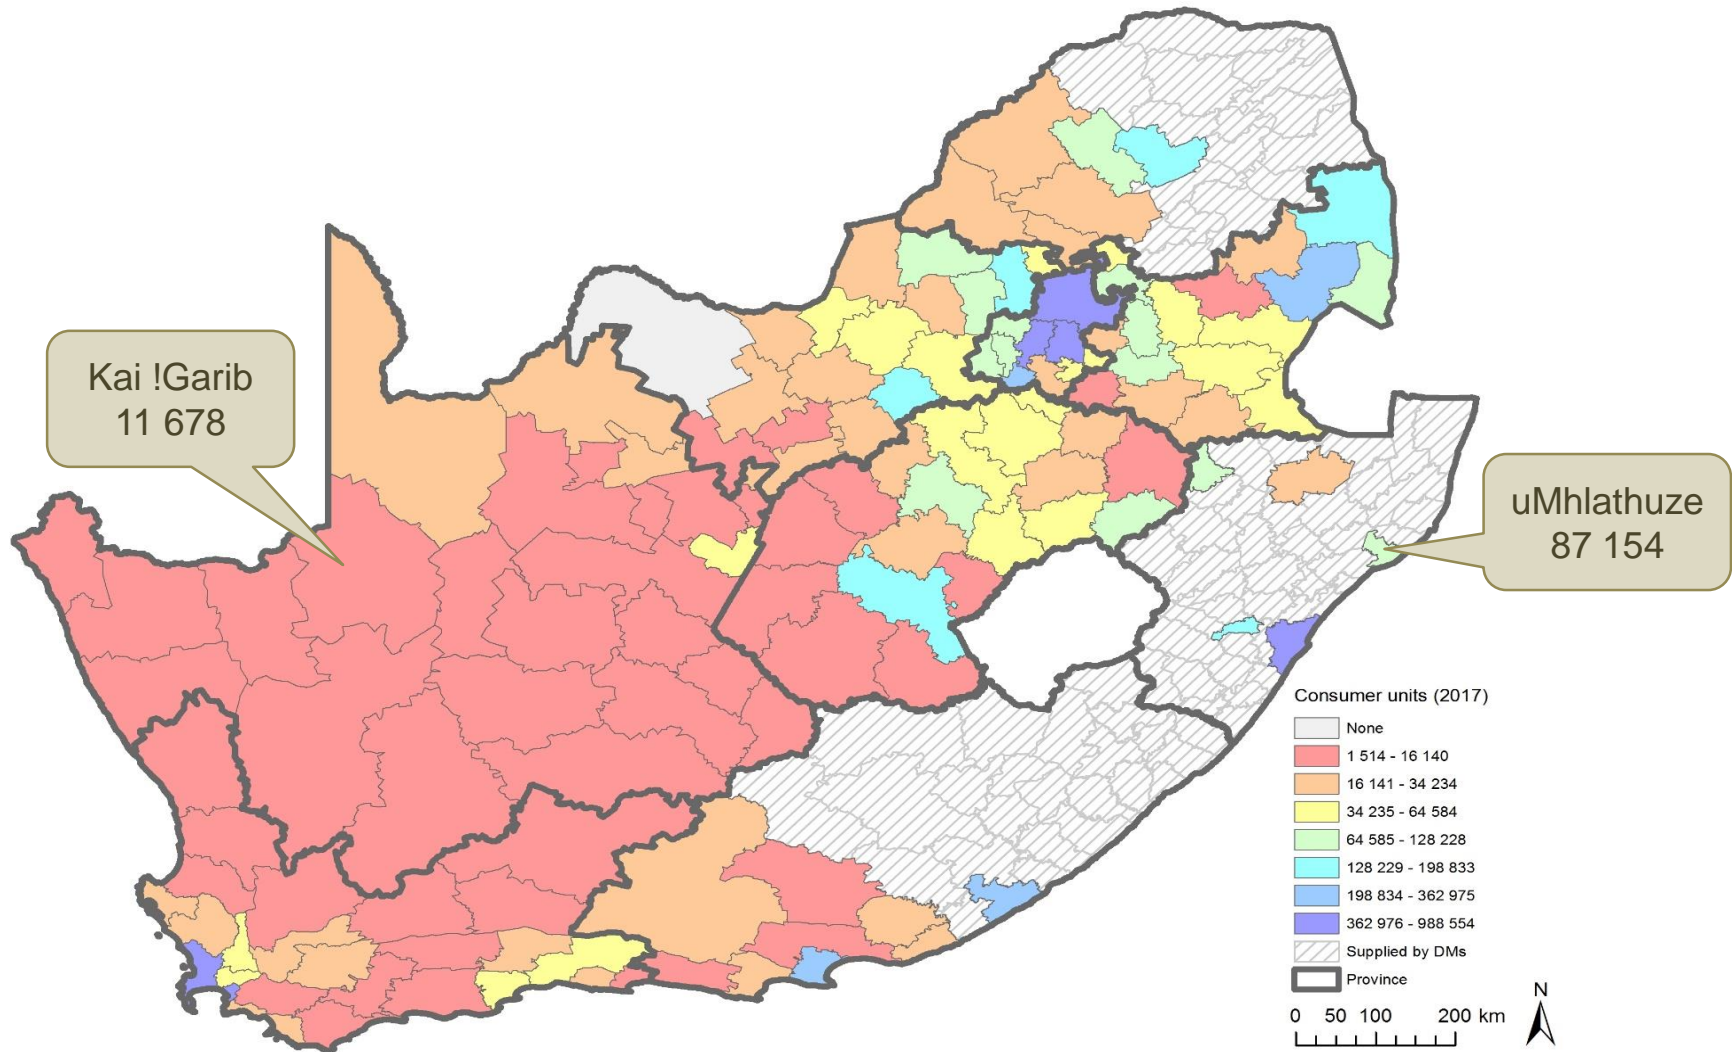 Kai !Garib
11 678
uMhlathuze
87 154
Consumer units (2017)
None
1 514 - 16 140
16 141 - 34 234
34 235 - 64 584
64 585 - 128 228
128 229 - 198 833
198 834 - 362 975
362 976 - 988 554
Supplied by DMs
Province
0 50 100 200 km
N